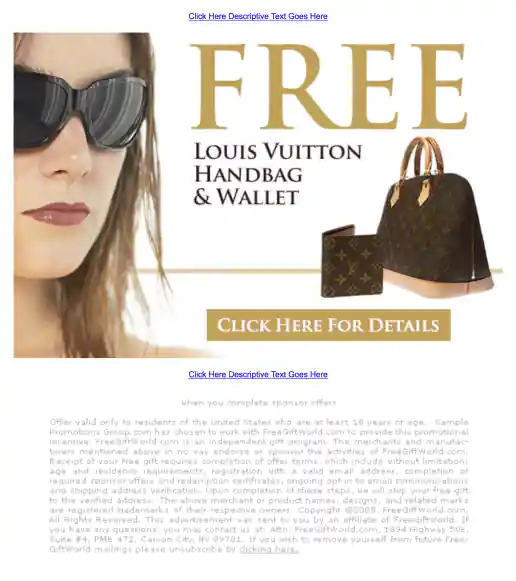 Click Here Descriptive Text Goes Here
FREE
LOUIS VUITTON
HANDBAG
& WALLET
CLICK HERE FOR DETAILS
Click Here Descriptive Text Goes Here
when you complete sponsor offers
Offer valid only to residents of the United States who are at least 18 years of age. Sample
Promotions Group.com has chosen to work with FreeGiftWorld.com to provide this promotional
incentive. FreeGiftWorld.com is an independent gift program. The merchants and manufac-
turers mentioned above in no way endorse or sponsor the activities of FreeGiftWorld.com.
Receipt of your free gift requires completion of offer terms, which include without limitation:
age and residency requirements, registration with a valid email address, completion of
required sponsor offers and redemption certificates, ongoing opt in to email communications
and shipping address verification. Upon completion of these steps, we will ship your free gift
to the verified address. The above merchant or product names, designs, and related marks
are registered trademarks of their respective owners. Copyright FreeGiftWorld.com.
All Rights Reserved. This advertisement was sent to you by an affiliate of FreeGiftWorld. If
you have any questions, you may contact us at: Attn: FreeGiftWorld.com, 1894 Highway 50E,
Suite #4, PMB 472, Carson City, NV 89701. If you wish to remove yourself from future Free-
GiftWorld mailings please unsubscribe by clicking here.